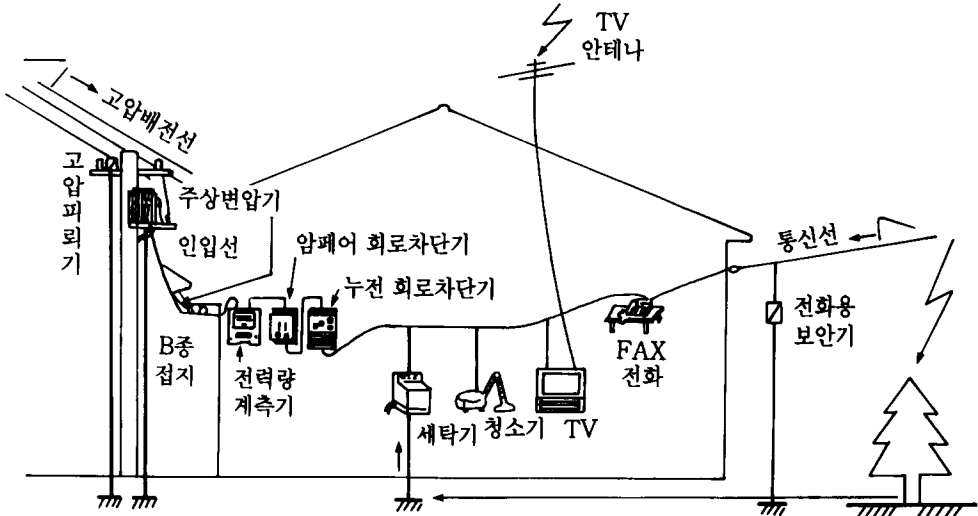 TV
안테나
고압배전선
고압피뢰기
주상변압기
인입선
암페어 회로차단기
누전 회로차단기
통신선
전화용
보안기
B종
접지
전력량
계측기
FAX
전화
세탁기
청소기
TV